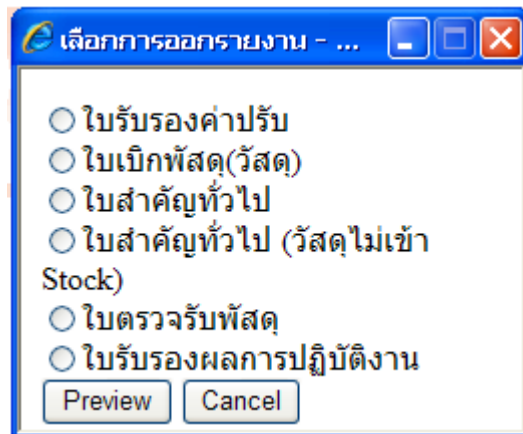 เลือกการออกรายงาน - ...
ใบรับรองค่าปรับ
ใบเบิกพัสดุ(วัสดุ)
ใบสำคัญทั่วไป
ใบสำคัญทั่วไป (วัสดุไม่เข้า
Stock)
ใบตรวจรับพัสดุ
ใบรับรองผลการปฏิบัติงาน
Preview Cancel